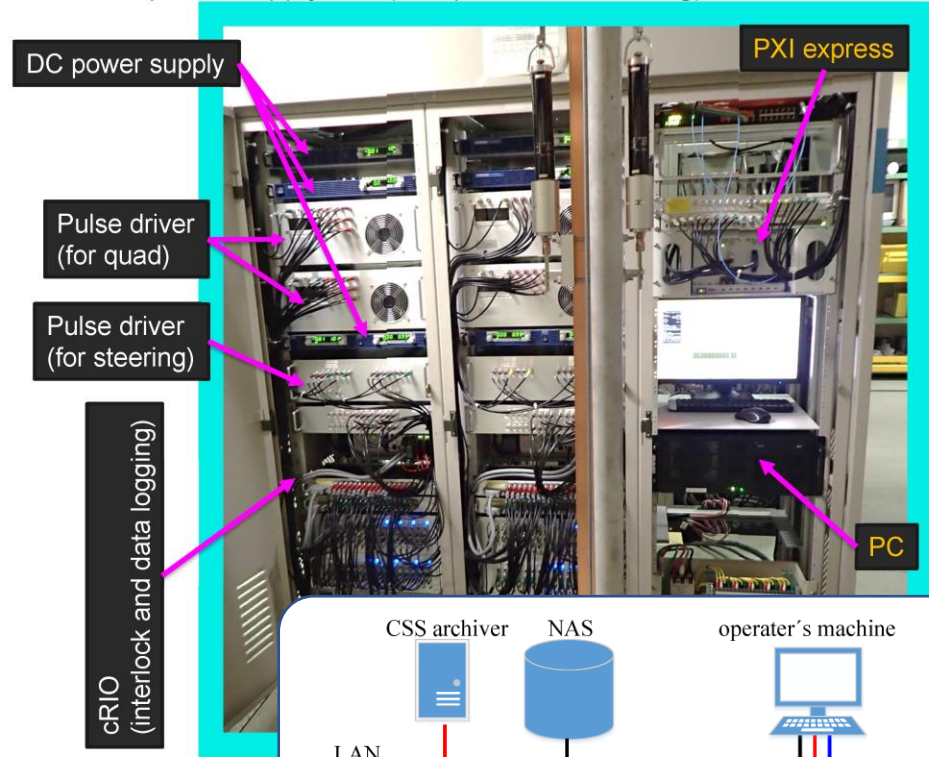 DC power supply
PXI express
Pulse driver
(for quad)
Pulse driver
(for steering)
cRIO
(interlock and data logging)
PC
CSS archiver
NAS
operater´s machine
LAN